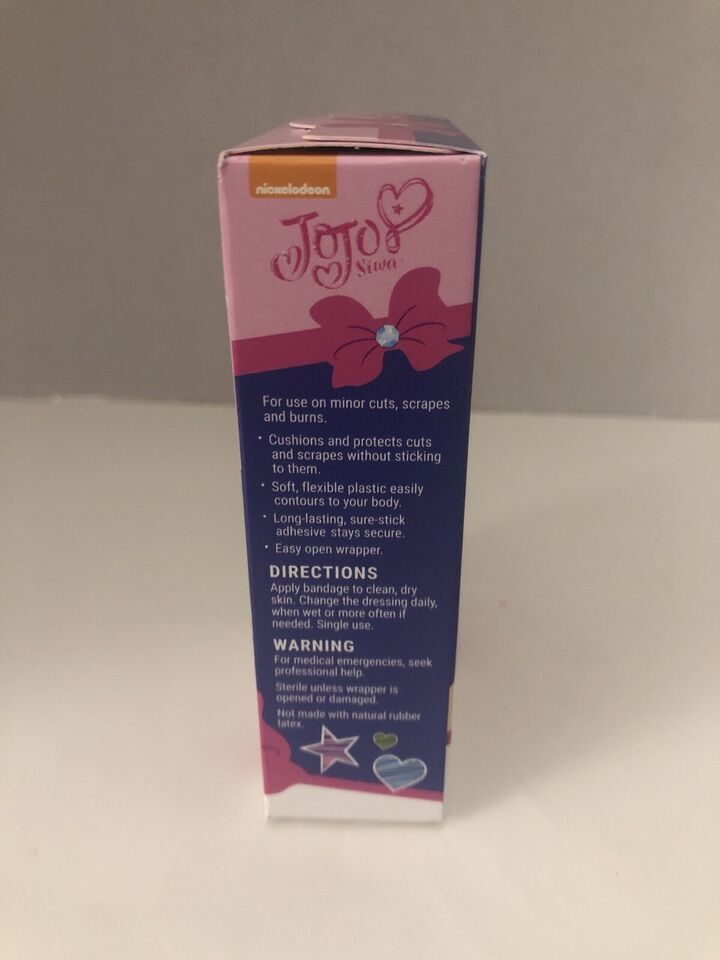 nickelodeon
JoJo
Siwa
For use on minor cuts, scrapes
and burns.
• Cushions and protects cuts
and scrapes without sticking
to them.
• Soft, flexible plastic easily
contours to your body.
• Long-lasting, sure-stick
adhesive stays secure.
• Easy open wrapper.
DIRECTIONS
Apply bandage to clean, dry
skin. Change the dressing daily,
when wet or more often if
needed. Single use.
WARNING
For medical emergencies, seek
professional help.
Sterile unless wrapper is
opened or damaged.
Not made with natural rubber
latex.